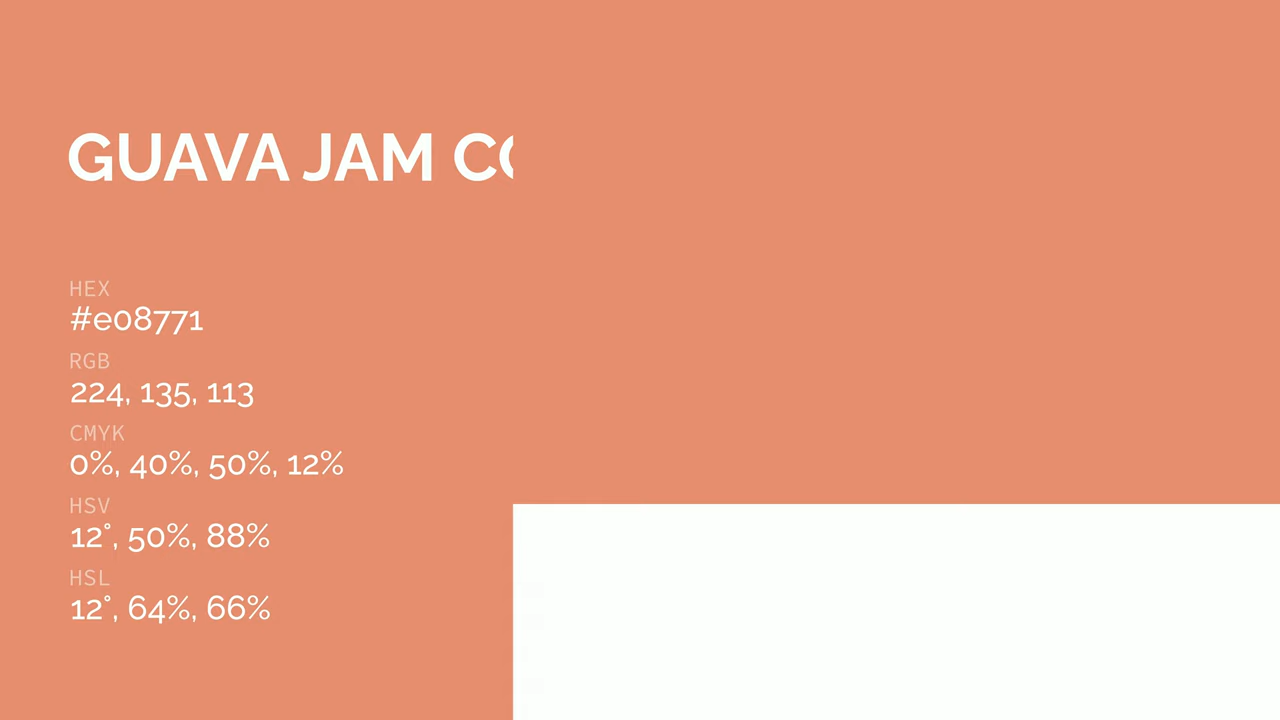 GUAVA JAM
HEX
#e08771
RGB
224, 135, 113
CMYK
0%, 40%, 50%, 12%
HSV
12°, 50%, 88%
HSL
12°, 64%, 66%